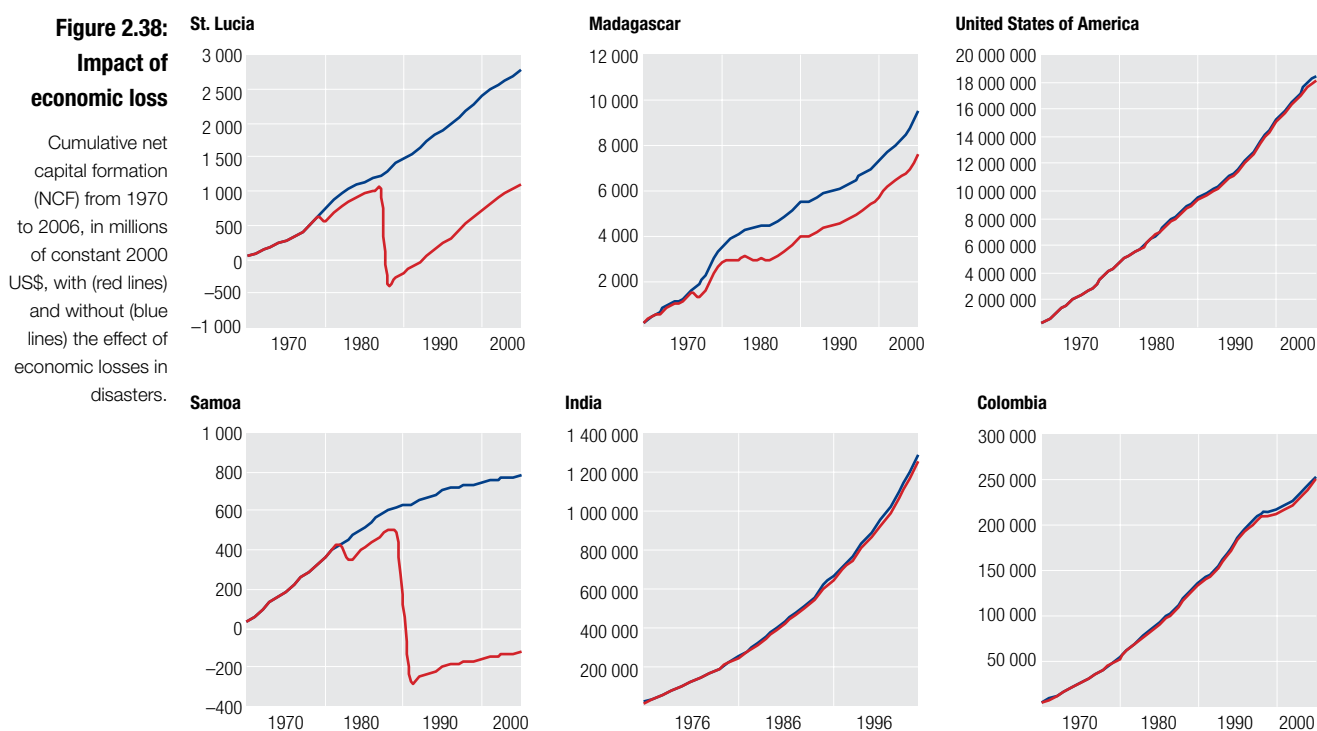 Figure 2.38:
Impact of
economic loss
Cumulative net
capital formation
(NCF) from 1970
to 2006, in millions
of constant 2000
US$, with (red lines)
and without (blue
lines) the effect of
economic losses in
disasters.
St. Lucia
3 000
2 500
2 000
1 500
1 000
500
0
–500
–1 000
1970 1980 1990 2000
Madagascar
12 000
10 000
8 000
6 000
4 000
2 000
1970 1980 1990 2000
United States of America
20 000 000
18 000 000
16 000 000
14 000 000
12 000 000
10 000 000
8 000 000
6 000 000
4 000 000
2 000 000
1970 1980 1990 2000
Samoa
1 000
800
600
400
200
0
–200
–400
1970 1980 1990 2000
India
1 400 000
1 200 000
1 000 000
800 000
600 000
400 000
200 000
1976 1986 1996
Colombia
300 000
250 000
200 000
150 000
100 000
50 000
1970 1980 1990 2000